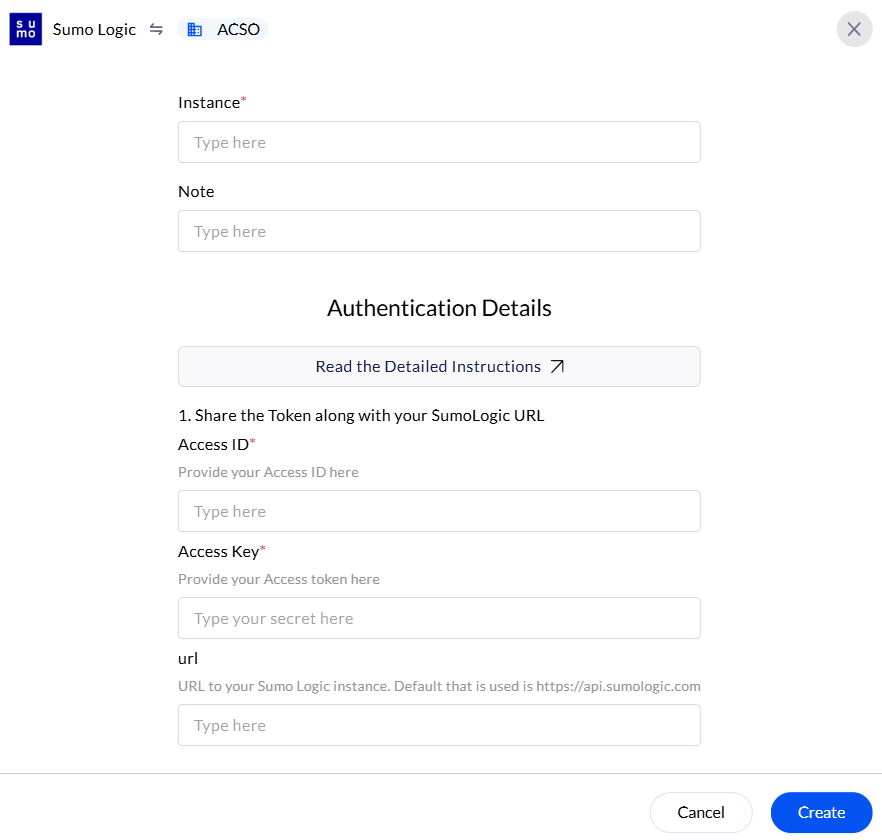 su
mo
Sumo Logic ⇋ ACSO
Instance*
Type here
Note
Type here
Authentication Details
Read the Detailed Instructions
1. Share the Token along with your SumoLogic URL
Access ID*
Provide your Access ID here
Type here
Access Key*
Provide your Access token here
Type your secret here
url
URL to your Sumo Logic instance. Default that is used is https://api.sumologic.com
Type here
Cancel Create